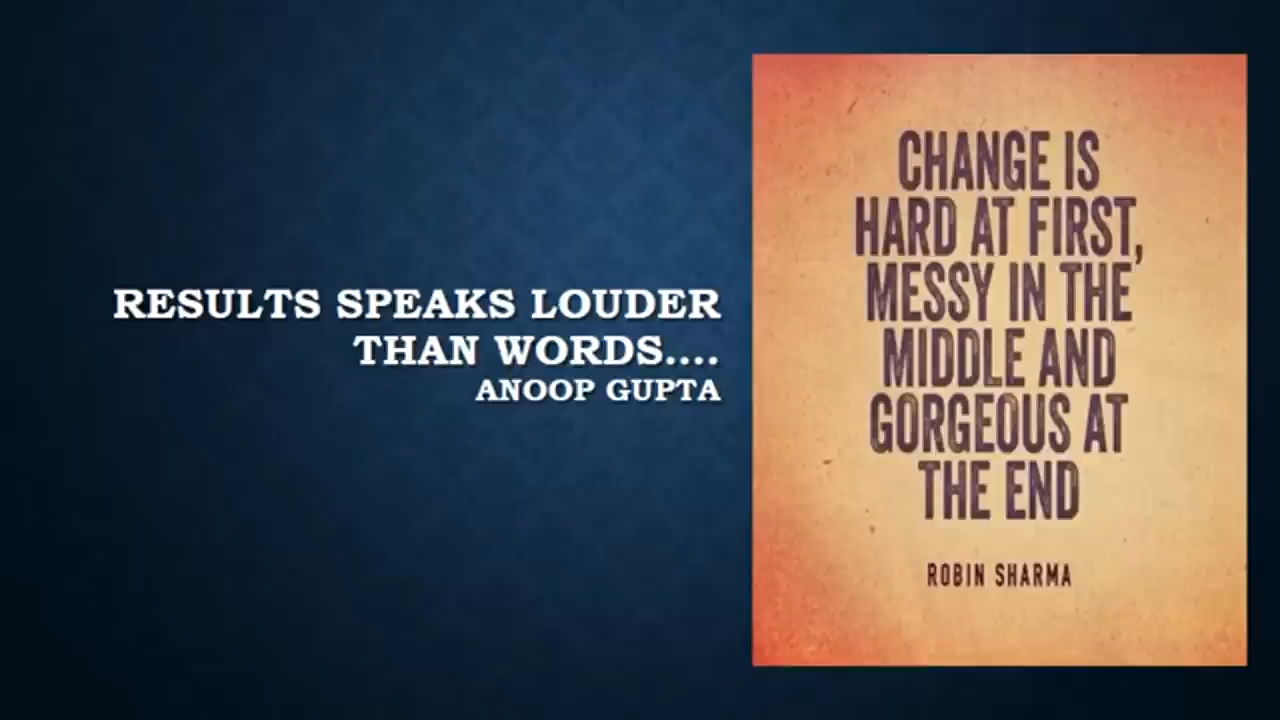 RESULTS SPEAKS LOUDER
THAN WORDS....
ANOOP GUPTA
CHANGE IS
HARD AT FIRST,
MESSY IN THE
MIDDLE AND
GORGEOUS AT
THE END
ROBIN SHARMA